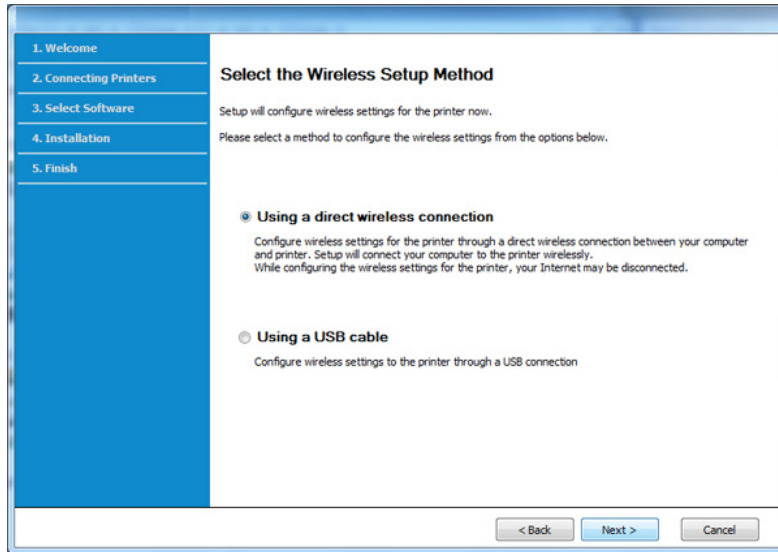 1. Welcome
2. Connecting Printers
3. Select Software
4. Installation
5. Finish
Select the Wireless Setup Method
Setup will configure wireless settings for the printer now.
Please select a method to configure the wireless settings from the options below.
Using a direct wireless connection
Configure wireless settings for the printer through a direct wireless connection between your computer
and printer. Setup will connect your computer to the printer wirelessly.
While configuring the wireless settings for the printer, your Internet may be disconnected.
Using a USB cable
Configure wireless settings to the printer through a USB connection
< Back Next > Cancel